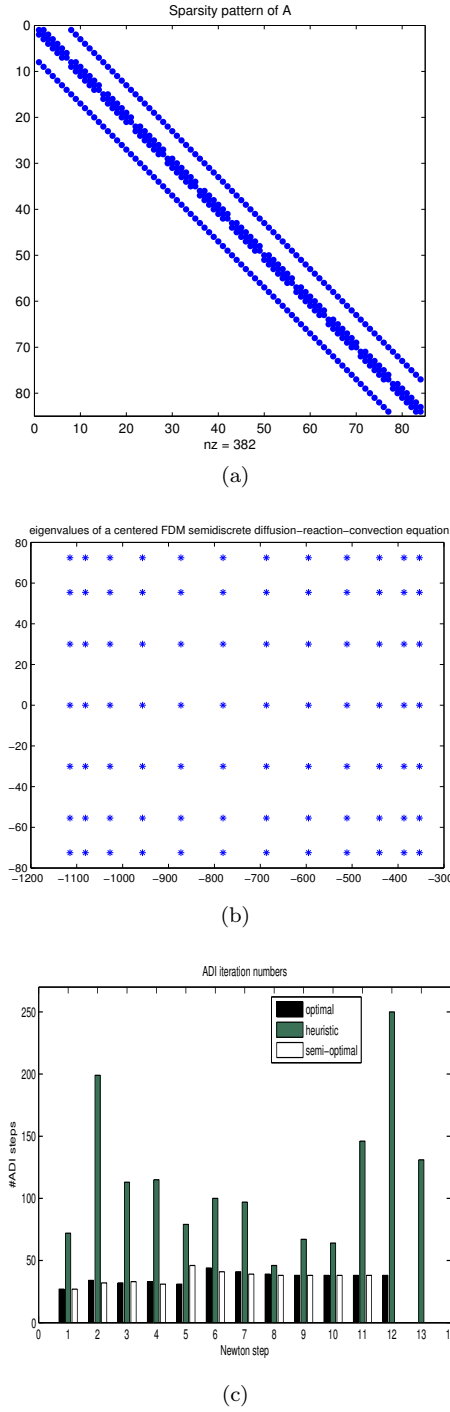 Sparsity pattern of A
0
10
20
30
40
50
60
70
80
0 10 20 30 40 50 60 70 80
nz = 382
(a)
eigenvalues of a centered FDM semidiscrete diffusion−reaction−convection equation
80
60
40
20
0
−20
−40
−60
−80
−1200 −1100 −1000 −900 −800 −700 −600 −500 −400 −300
(b)
ADI iteration numbers
optimal
heuristic
semi−optimal
250
200
150
100
50
0
#ADI steps
0 1 2 3 4 5 6 7 8 9 10 11 12 13
Newton step
(c)